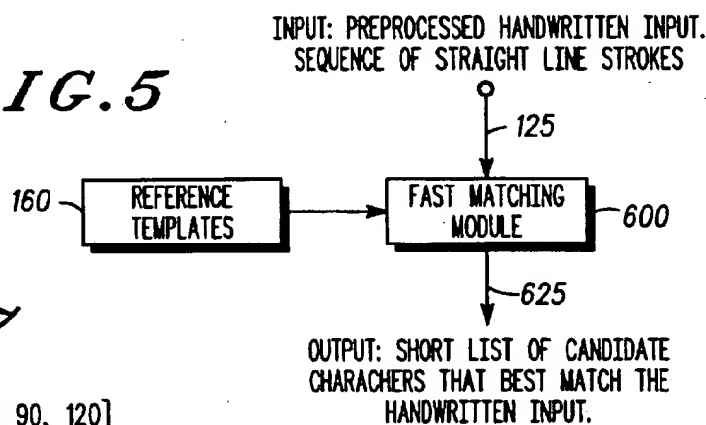 INPUT: PREPROCESSED HANDWRITTEN INPUT.
SEQUENCE OF STRAIGHT LINE STROKES
IG.5
125
160
REFERENCE
TEMPLATES
FAST MATCHING
MODULE
600
625
OUTPUT: SHORT LIST OF CANDIDATE
CHARACHERS THAT BEST MATCH THE
HANDWRITTEN INPUT.
90, 120]